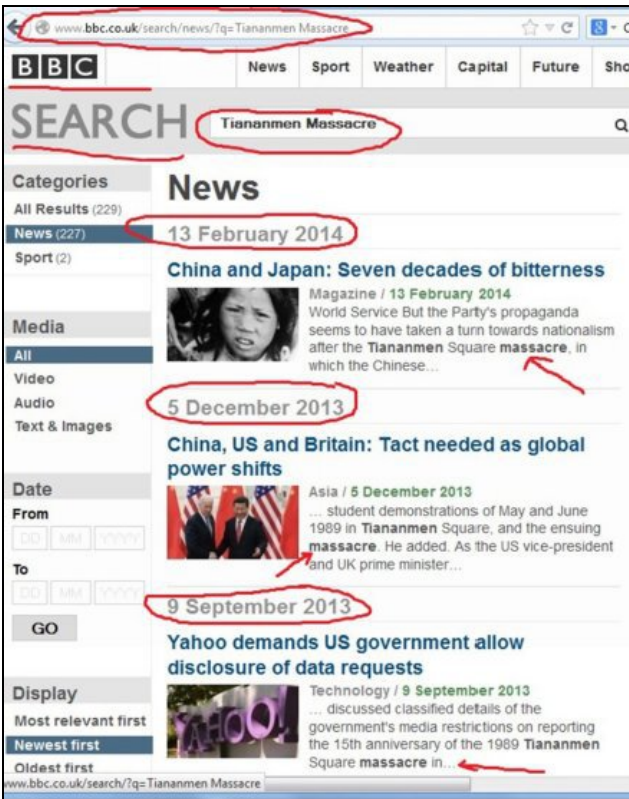 www.bbc.co.uk/search/news/?q=Tiananmen Massacre
BBC
News Sport Weather Capital Future Sho
SEARCH
Tiananmen Massacre
Categories
All Results (229)
News (227)
Sport (2)
Media
All
Video
Audio
Text & Images
Date
From
DD MM YYYY
To
DD MM YYYY
GO
Display
Most relevant first
Newest first
Oldest first
News
13 February 2014
China and Japan: Seven decades of bitterness
Magazine / 13 February 2014
World Service But the Party's propaganda
seems to have taken a turn towards nationalism
after the Tiananmen Square massacre, in
which the Chinese...
5 December 2013
China, US and Britain: Tact needed as global
power shifts
Asia / 5 December 2013
... student demonstrations of May and June
1989 in Tiananmen Square, and the ensuing
massacre. He added. As the US vice-president
and UK prime minister...
9 September 2013
Yahoo demands US government allow
disclosure of data requests
YAHOO!
Technology / 9 September 2013
... discussed classified details of the
government's media restrictions on reporting
the 15th anniversary of the 1989 Tiananmen
Square massacre in...
www.bbc.co.uk/search/?q=Tiananmen Massacre